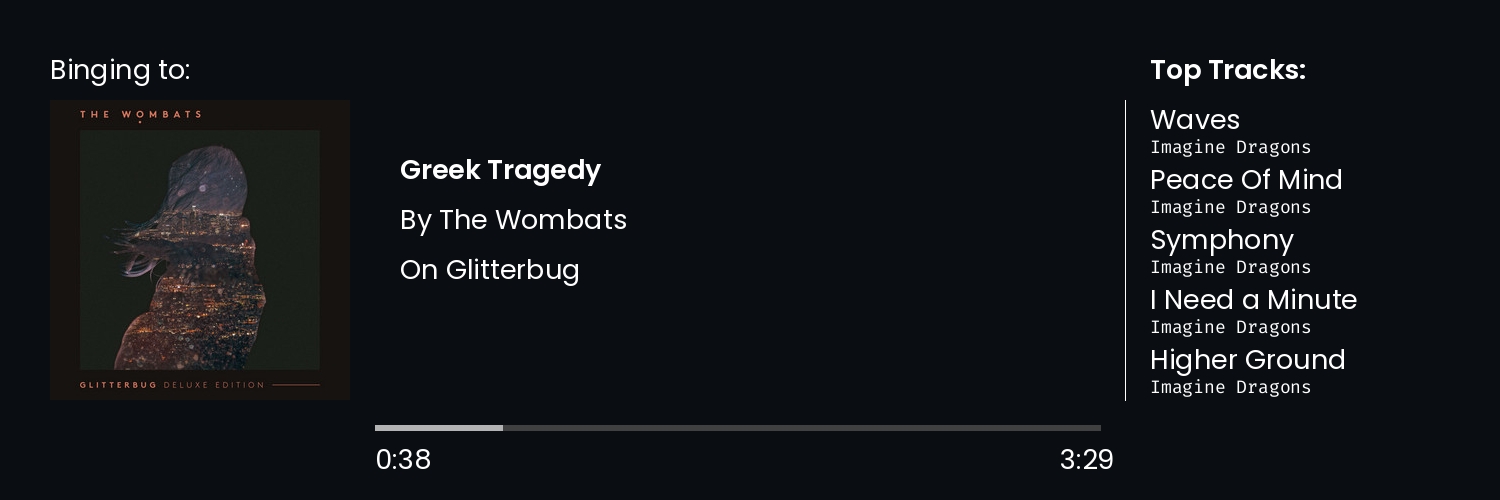 Binging to:
THE WOMBATS
GLITTERBUG DELUXE EDITION
Greek Tragedy
By The Wombats
On Glitterbug
0:38
3:29
Top Tracks:
Waves
Imagine Dragons
Peace Of Mind
Imagine Dragons
Symphony
Imagine Dragons
I Need a Minute
Imagine Dragons
Higher Ground
Imagine Dragons